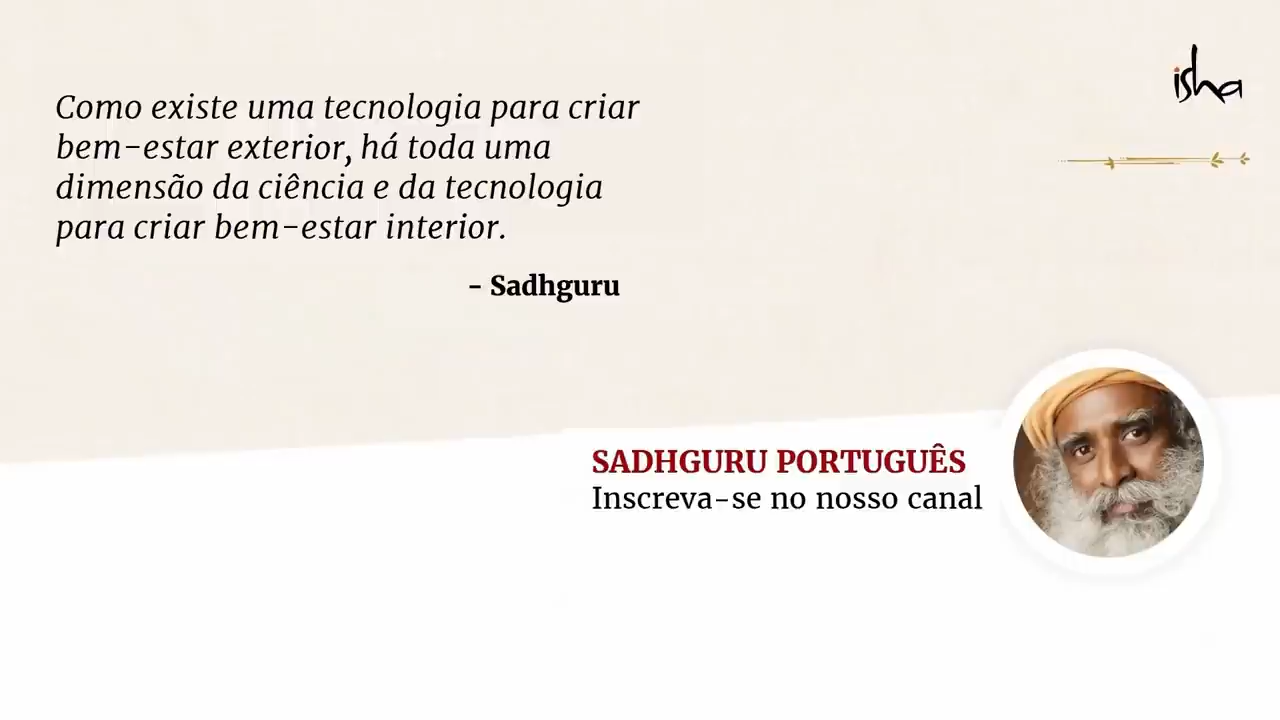 isha
Como existe uma tecnologia para criar
bem-estar exterior, há toda uma
dimensão da ciência e da tecnologia
para criar bem-estar interior.
- Sadhguru
SADHGURU PORTUGUÊS
Inscreva-se no nosso canal